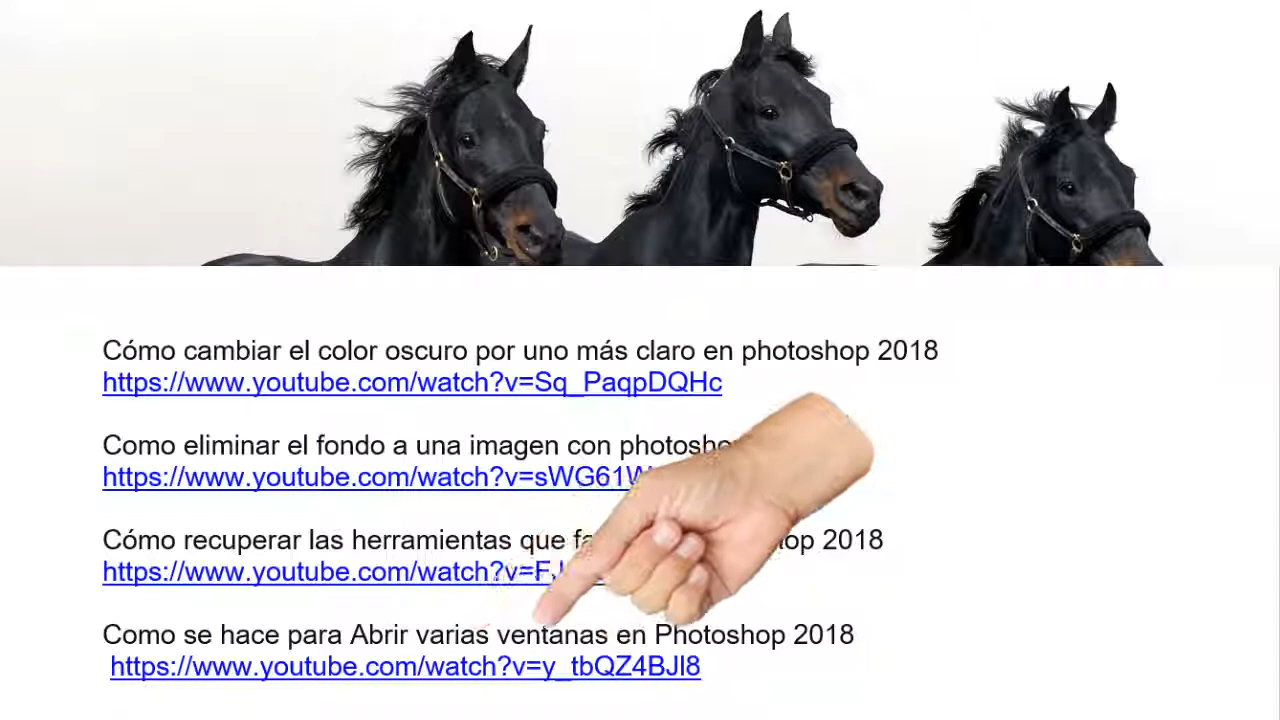 Cómo cambiar el color oscuro por uno más claro en photoshop 2018
https://www.youtube.com/watch?v=Sq_PaqpDQHc
Como eliminar el fondo a una imagen con
https://www.youtube.com/watch?v=sWG61
Cómo recuperar las herramientas que 2018
https://www.youtube.com/watch?v=F
Como se hace para Abrir varias ventanas en Photoshop 2018
https://www.youtube.com/watch?v=y_tbQZ4BJl8